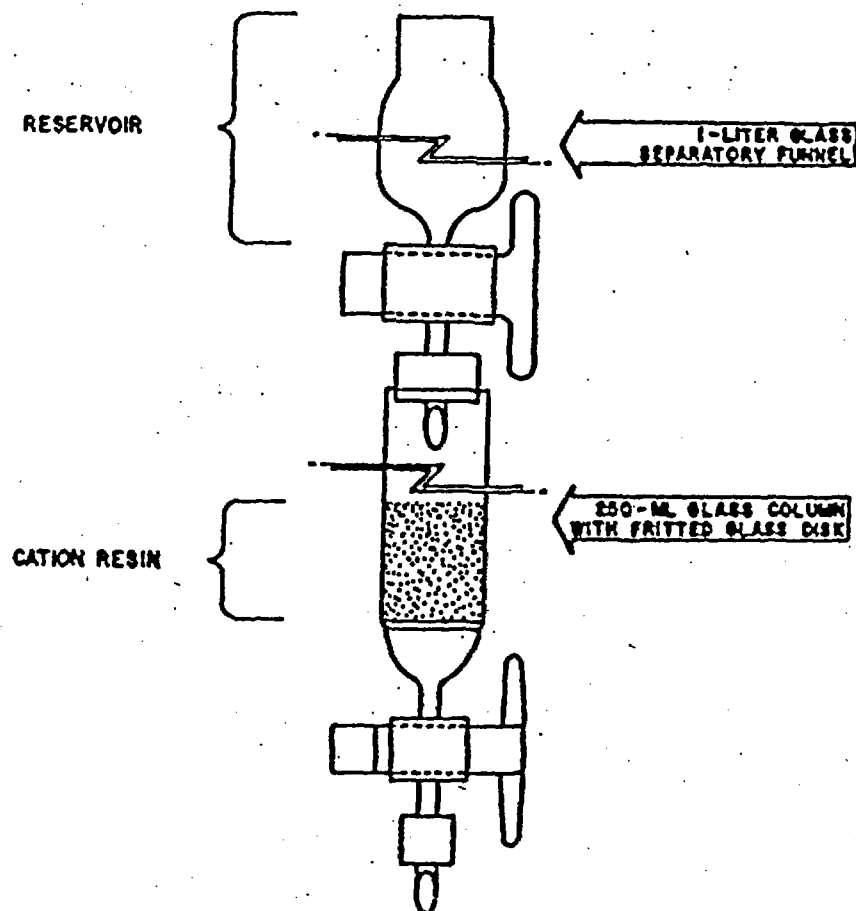 RESERVOIR
1-LITER GLASS
SEPARATORY FUNNEL
250-ML GLASS COLUMN
WITH FRITTED GLASS DISK
CATION RESIN